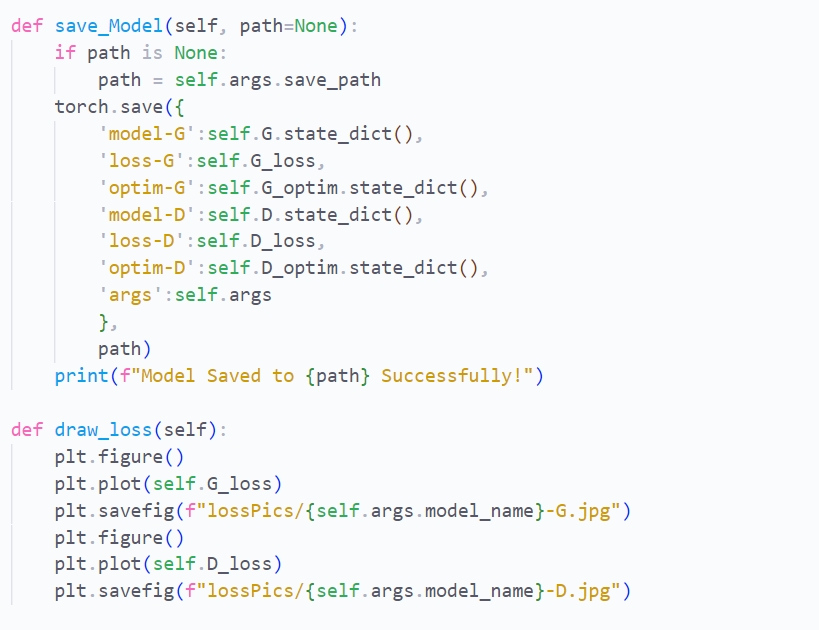 def save_Model(self, path=None):
    if path is None:
        path = self.args.save_path
    torch.save({
        'model-G':self.G.state_dict(),
        'loss-G':self.G_loss,
        'optim-G':self.G_optim.state_dict(),
        'model-D':self.D.state_dict(),
        'loss-D':self.D_loss,
        'optim-D':self.D_optim.state_dict(),
        'args':self.args
        },
        path)
    print(f"Model Saved to {path} Successfully!")

def draw_loss(self):
    plt.figure()
    plt.plot(self.G_loss)
    plt.savefig(f"lossPics/{self.args.model_name}-G.jpg")
    plt.figure()
    plt.plot(self.D_loss)
    plt.savefig(f"lossPics/{self.args.model_name}-D.jpg")